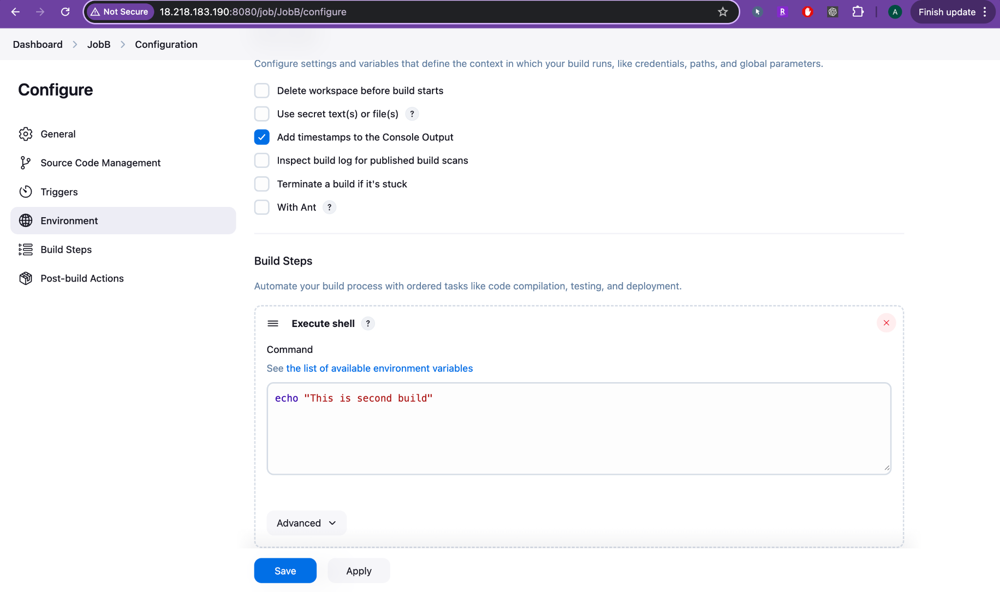 Not Secure 18.218.183.190:8080/job/JobB/configure R A Finish update
Dashboard JobB Configuration
Configure settings and variables that define the context in which your build runs, like credentials, paths, and global parameters.
Configure
Delete workspace before build starts
Use secret text(s) or file(s) ?
General
Add timestamps to the Console Output
Source Code Management
Inspect build log for published build scans
Triggers
Terminate a build if it's stuck
Environment
With Ant ?
Build Steps
Post-build Actions
Build Steps
Automate your build process with ordered tasks like code compilation, testing, and deployment.
Execute shell ?
Command
See the list of available environment variables
echo "This is second build"
Advanced
Save Apply